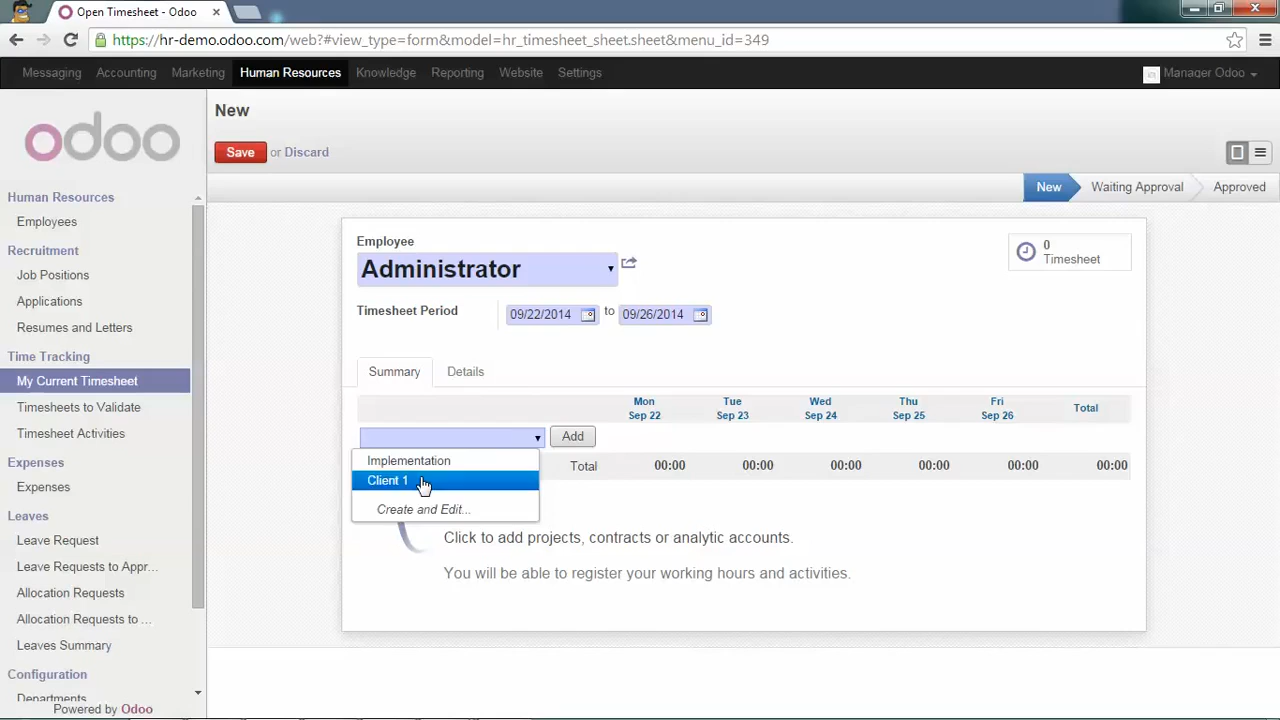 Open Timesheet - Odoo
https://hr-demo.odoo.com/web?#view_type=form&model=hr_timesheet_sheet.sheet&menu_id=349
Messaging Accounting Marketing Human Resources Knowledge Reporting Website Settings Manager Odoo
odoo
New
Save or Discard
New Waiting Approval Approved
Human Resources
Employees
Recruitment
Job Positions
Applications
Resumes and Letters
Time Tracking
My Current Timesheet
Timesheets to Validate
Timesheet Activities
Expenses
Expenses
Leaves
Leave Request
Leave Requests to Appr...
Allocation Requests
Allocation Requests to ...
Leaves Summary
Configuration
Departments
Powered by Odoo
Employee
Administrator
0
Timesheet
Timesheet Period 09/22/2014 to 09/26/2014
Summary Details
Mon Tue Wed Thu Fri
Sep 22 Sep 23 Sep 24 Sep 25 Sep 26 Total
Add
Implementation
Client 1
Create and Edit...
Total 00:00 00:00 00:00 00:00 00:00 00:00
Click to add projects, contracts or analytic accounts.
You will be able to register your working hours and activities.